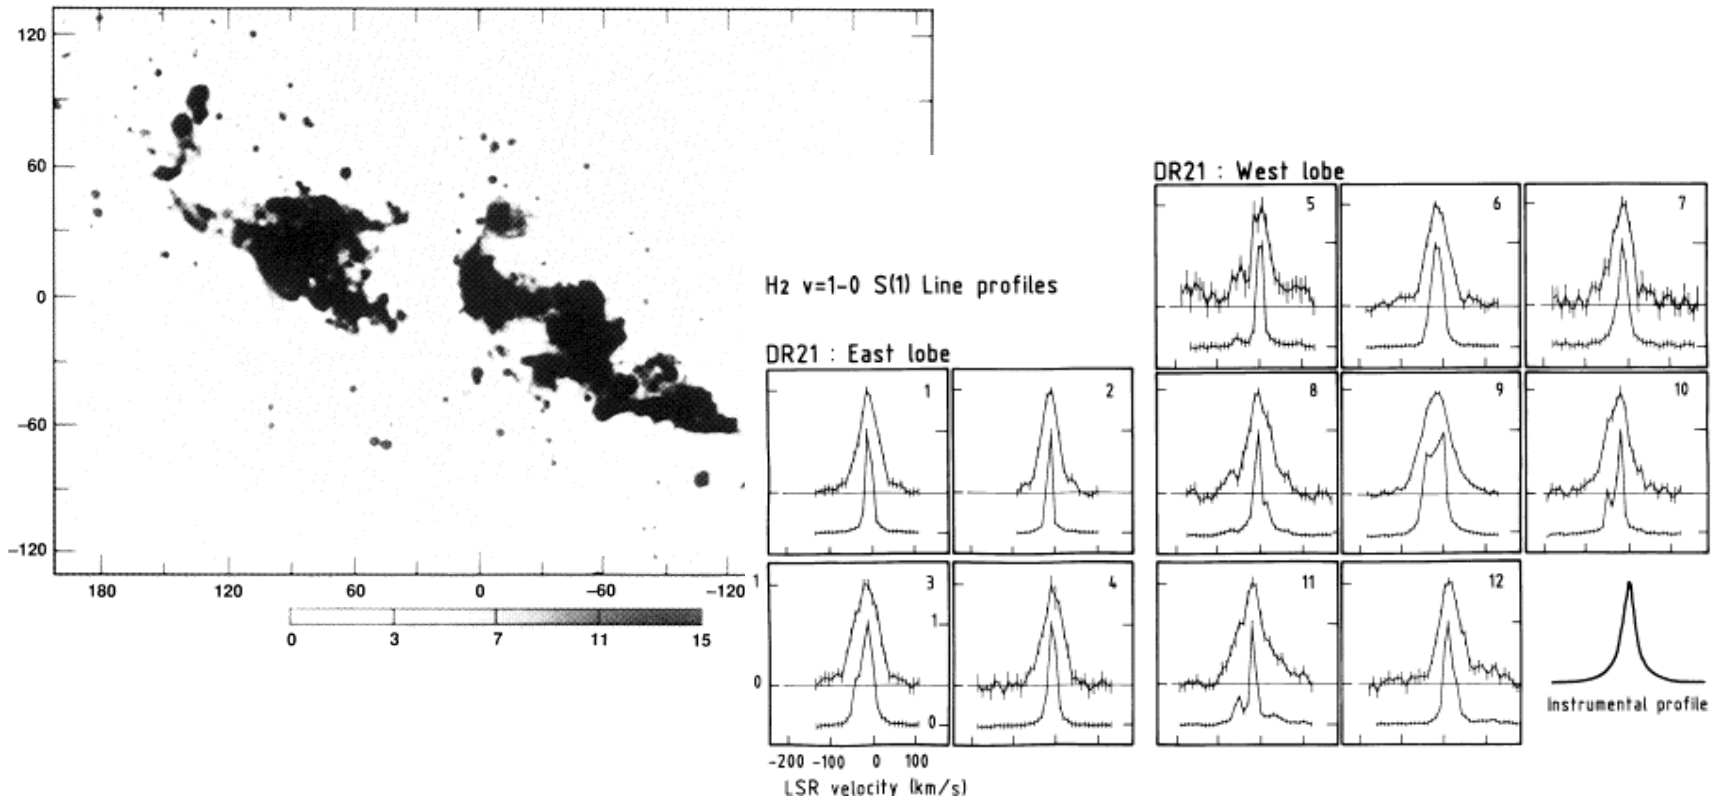 120
60
0
−60
−120
180 120 60 0 −60 −120
0 3 7 11 15
H2 v=1-0 S(1) Line profiles
DR21 : East lobe
1 2
3 4
1 1
0 0
-200 -100 0 100
LSR velocity (km/s)
DR21 : West lobe
5 6 7
8 9 10
11 12
Instrumental profile